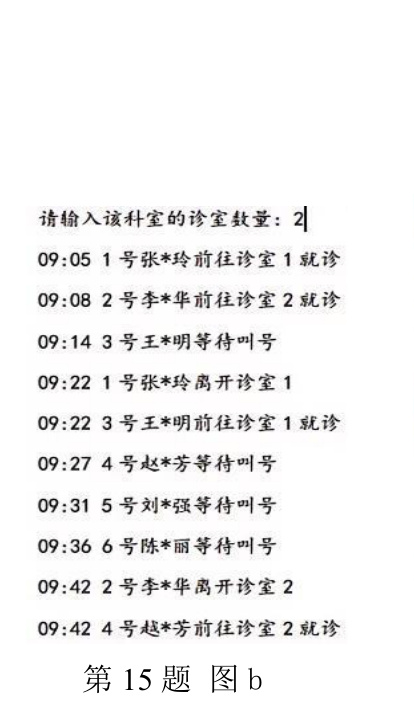 请输入该科室的诊室数量：2
09:05 1 号张*玲前往诊室 1 就诊
09:08 2 号李*华前往诊室 2 就诊
09:14 3 号王*明等待叫号
09:22 1 号张*玲离开诊室 1
09:22 3 号王*明前往诊室 1 就诊
09:27 4 号赵*芳等待叫号
09:31 5 号刘*强等待叫号
09:36 6 号陈*丽等待叫号
09:42 2 号李*华离开诊室 2
09:42 4 号越*芳前往诊室 2 就诊
第 15 题 图 b